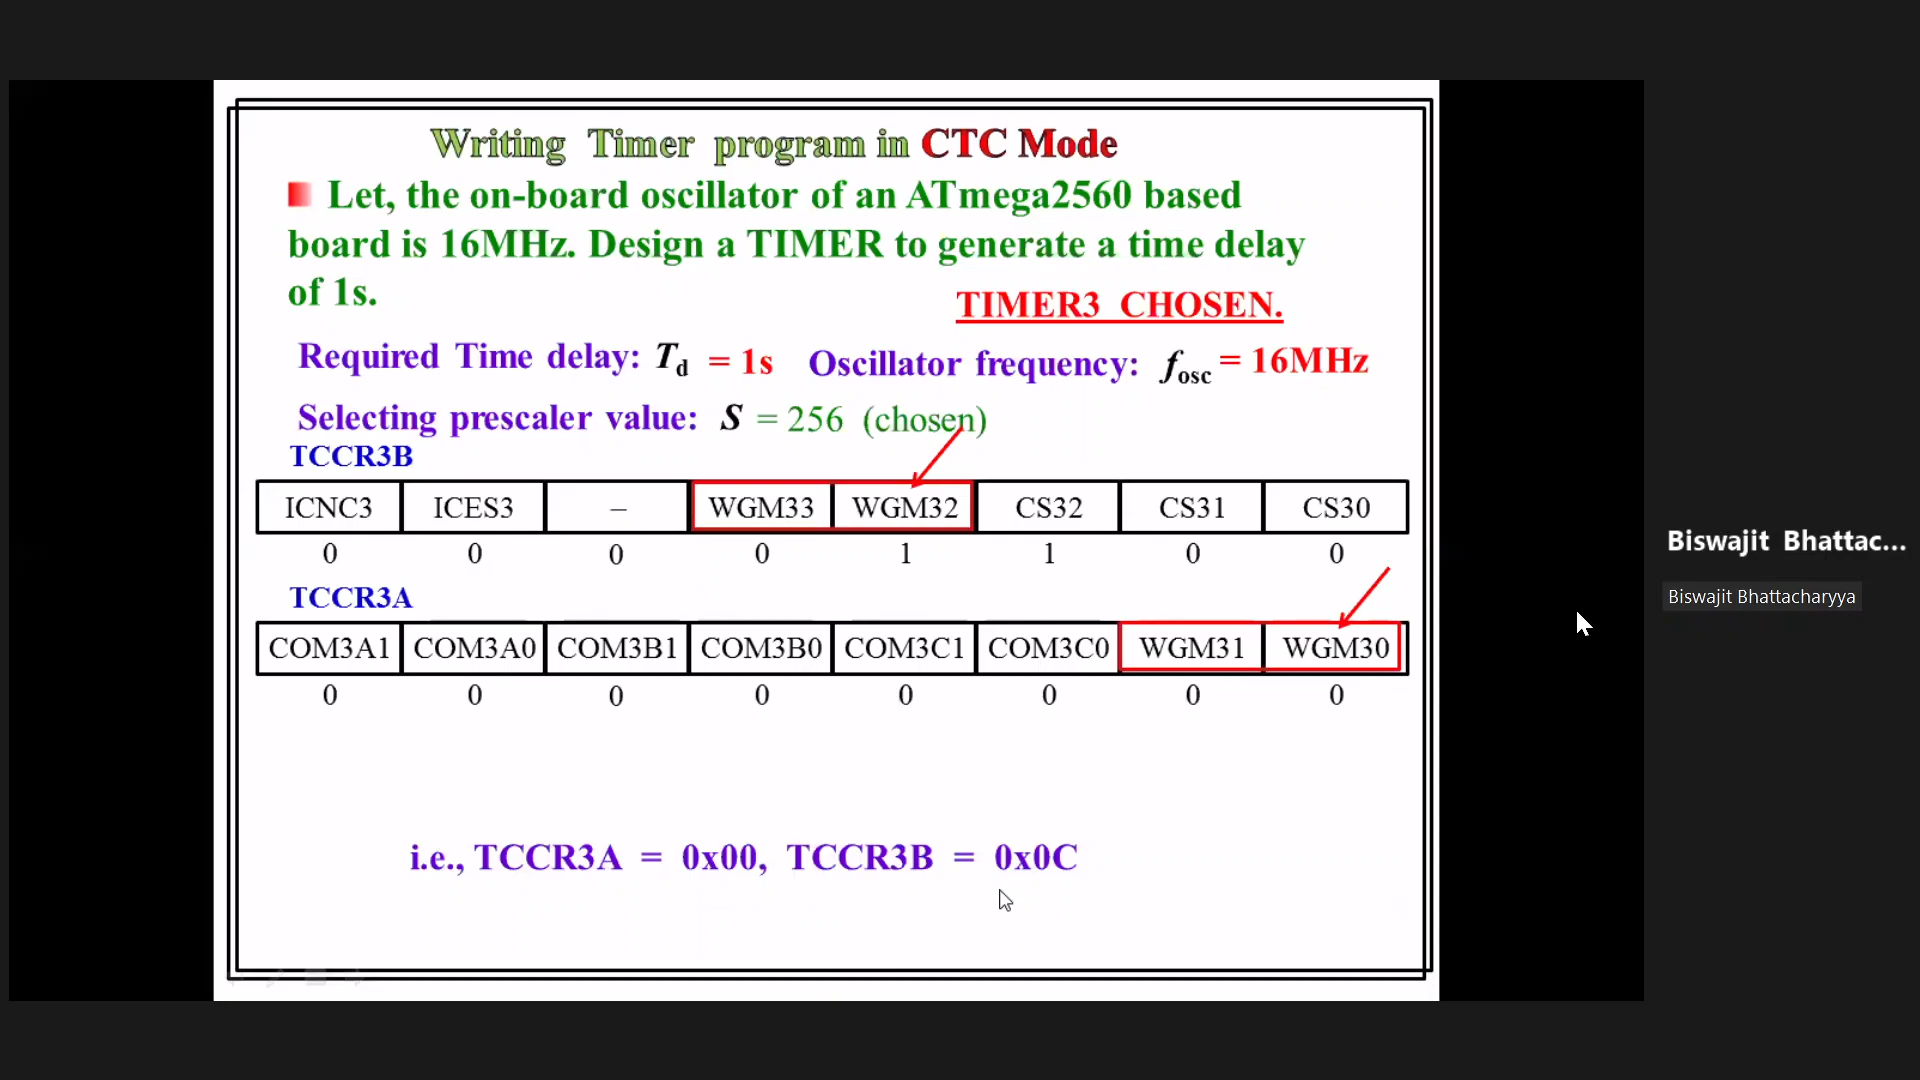 Writing Timer program in CTC Mode
Let, the on-board oscillator of an ATmega2560 based
board is 16MHz. Design a TIMER to generate a time delay
of 1s.
TIMER3 CHOSEN.
Required Time delay: Td = 1s Oscillator frequency: fosc = 16MHz
Selecting prescaler value: S = 256 (chosen)
TCCR3B
ICNC3 ICES3 – WGM33 WGM32 CS32 CS31 CS30
0 0 0 0 1 1 0 0
TCCR3A
COM3A1 COM3A0 COM3B1 COM3B0 COM3C1 COM3C0 WGM31 WGM30
0 0 0 0 0 0 0 0
i.e., TCCR3A = 0x00, TCCR3B = 0x0C
Biswajit Bhattac...
Biswajit Bhattacharyya